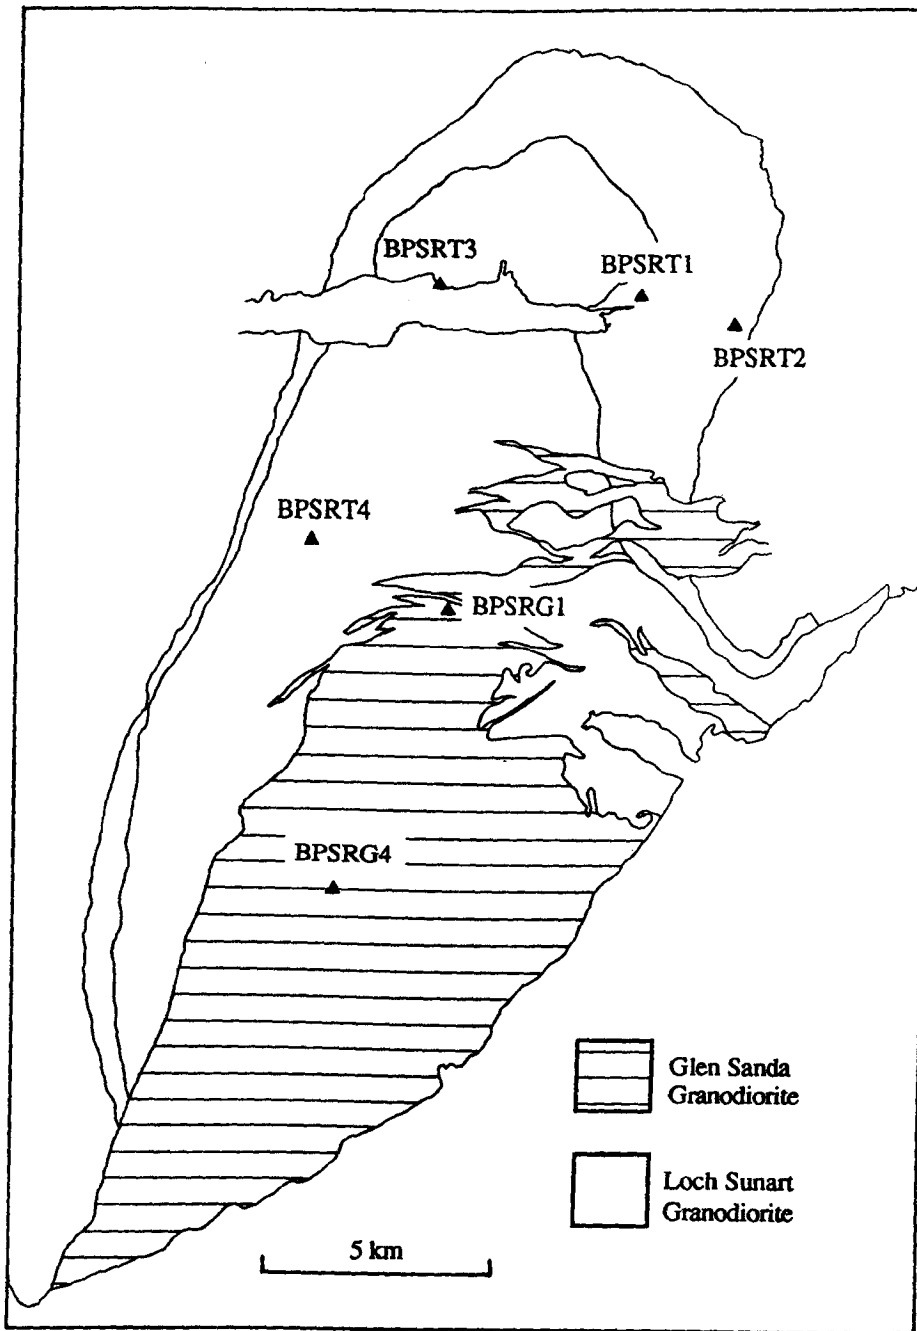 BPSRT3
BPSRT1
BPSRT2
BPSRT4
BPSRG1
BPSRG4
Glen Sanda
Granodiorite
Loch Sunart
Granodiorite
5 km